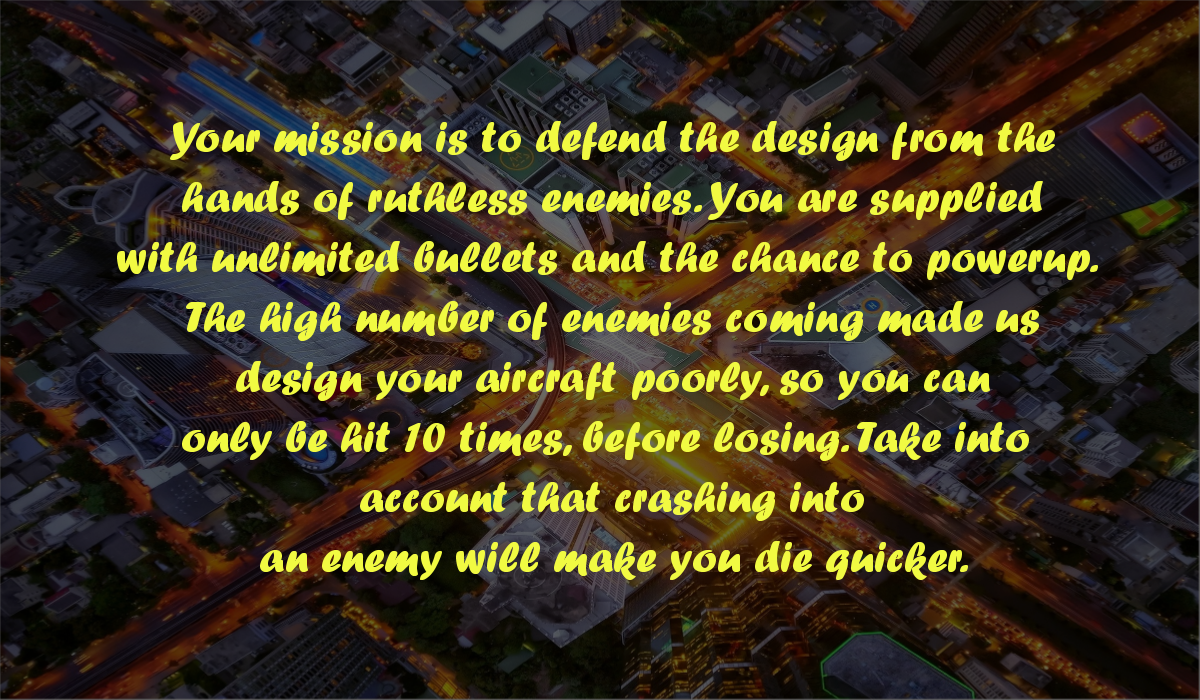 Your mission is to defend the design from the
hands of ruthless enemies. You are supplied
with unlimited bullets and the chance to powerup.
The high number of enemies coming made us
design your aircraft poorly, so you can
only be hit 10 times, before losing. Take into
account that crashing into
an enemy will make you die quicker.